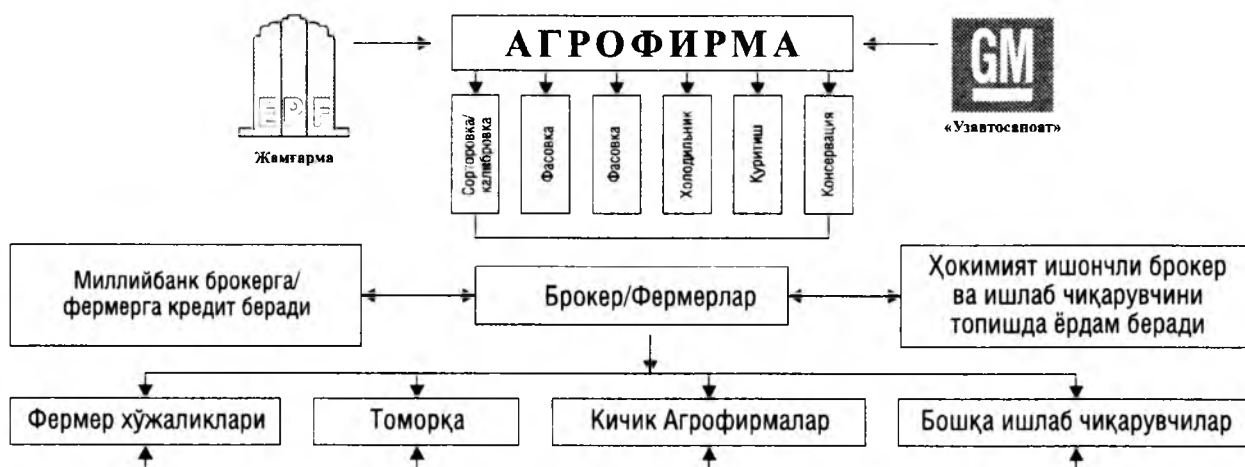 АГРОФИРМА
EPF
Жамғарма
GM
«Узавтосаноат»
Сорторовка/
калибровка
Фасовка
Фасовка
Холодильник
Қуритиш
Консервация
Миллийбанк брокерга/
фермерга кредит беради
Брокер/Фермерлар
Ҳокимият ишончли брокер
ва ишлаб чиқарувчини
топишда ёрдам беради
Фермер хўжаликлари
Томорқа
Кичик Агрофирмалар
Бошқа ишлаб чиқарувчилар